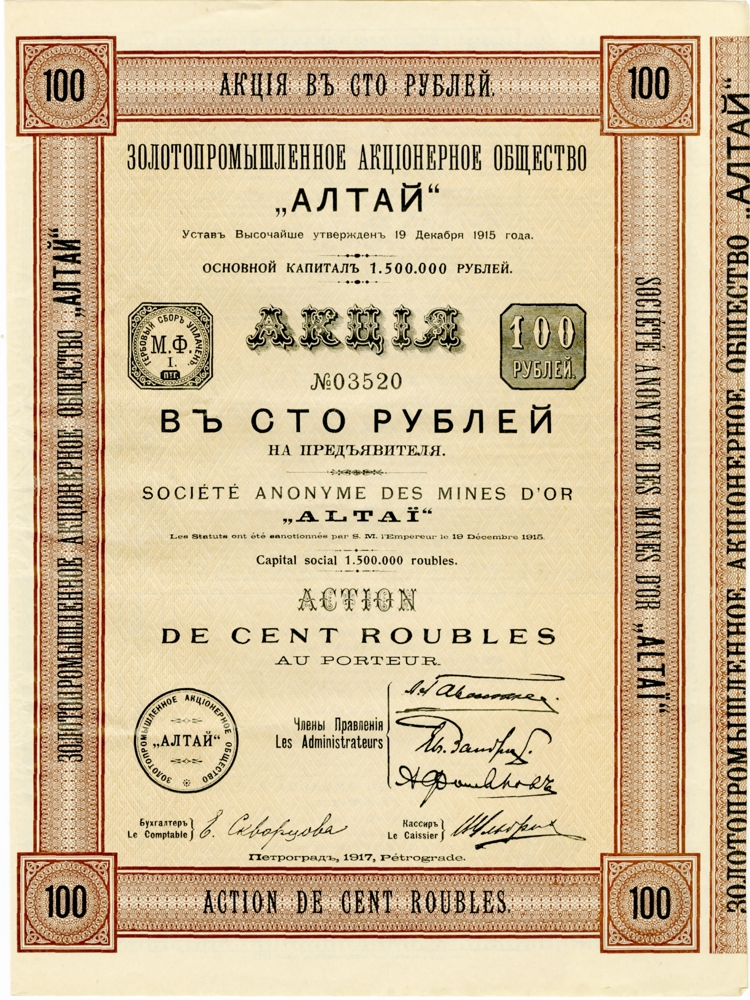 100
АКЦІЯ ВЪ СТО РУБЛЕЙ.
100
ЗОЛОТОПРОМЫШЛЕННОЕ АКЦІОНЕРНОЕ ОБЩЕСТВО
„АЛТАЙ“
Уставъ Высочайше утвержденъ 19 Декабря 1915 года.
ОСНОВНОЙ КАПИТАЛЪ 1.500.000 РУБЛЕЙ.
ГЕРБОВЫЙ СБОРЪ УПЛАЧЕНЪ.
М.Ф.
I.
ПТГ.
АКЦІЯ
100
РУБЛЕЙ.
№03520
ВЪ СТО РУБЛЕЙ
НА ПРЕДЪЯВИТЕЛЯ.
SOCIÉTÉ ANONYME DES MINES D'OR
„ALTAÏ“
Les Statuts ont été sanctionnés par S. M. l'Empereur le 19 Décembre 1915.
Capital social 1.500.000 roubles.
ACTION
DE CENT ROUBLES
AU PORTEUR.
ЗОЛОТОПРОМЫШЛЕННОЕ АКЦІОНЕРНОЕ ОБЩЕСТВО
„АЛТАЙ“
Члены Правленія
Les Administrateurs
Бухгалтеръ
Le Comptable
Е. Скворцова
Кассиръ
Le Caissier
Петроградъ, 1917, Pétrograde.
100
ACTION DE CENT ROUBLES.
100
ЗОЛОТОПРОМЫШЛЕННОЕ АКЦІОНЕРНОЕ ОБЩЕСТВО „АЛТАЙ“
SOCIÉTÉ ANONYME DES MINES D'OR „ALTAÏ“
ЗОЛОТОПРОМЫШЛЕННОЕ АКЦІОНЕРНОЕ ОБЩЕСТВО „АЛТАЙ“